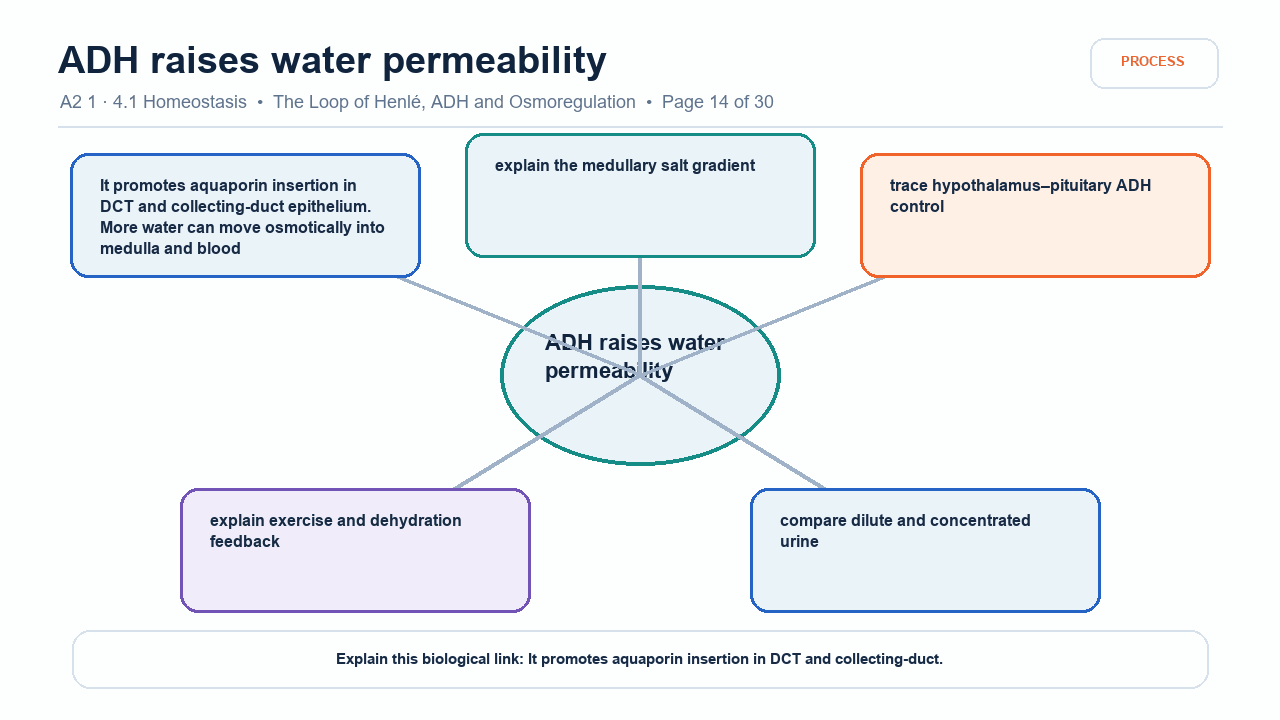 ADH raises water permeability
PROCESS
A2 1 · 4.1 Homeostasis • The Loop of Henlé, ADH and Osmoregulation • Page 14 of 30
It promotes aquaporin insertion in
DCT and collecting-duct epithelium.
More water can move osmotically into
medulla and blood
explain the medullary salt gradient
trace hypothalamus–pituitary ADH
control
ADH raises water
permeability
explain exercise and dehydration
feedback
compare dilute and concentrated
urine
Explain this biological link: It promotes aquaporin insertion in DCT and collecting-duct.